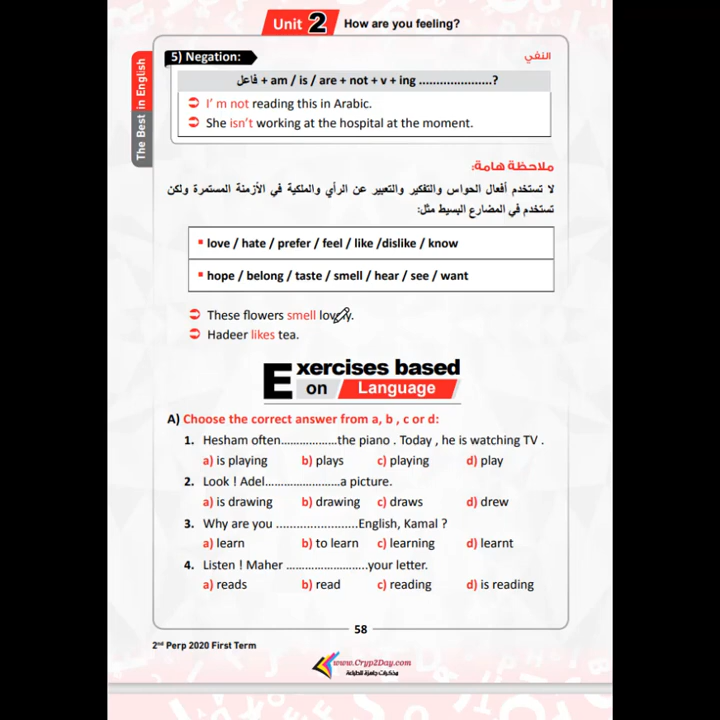 Unit 2 How are you feeling?
The Best in English
5) Negation: النفي
فاعل + am / is / are + not + v + ing .....................?
➲ I' m not reading this in Arabic.
➲ She isn't working at the hospital at the moment.
ملاحظة هامة:
لا تستخدم أفعال الحواس والتفكير والتعبير عن الرأي والملكية في الأزمنة المستمرة ولكن
تستخدم في المضارع البسيط مثل:
▪ love / hate / prefer / feel / like /dislike / know
▪ hope / belong / taste / smell / hear / see / want
➲ These flowers smell lovely.
➲ Hadeer likes tea.
Exercises based
on Language
A) Choose the correct answer from a, b , c or d:
1. Hesham often..................the piano . Today , he is watching TV .
a) is playing b) plays c) playing d) play
2. Look ! Adel........................a picture.
a) is drawing b) drawing c) draws d) drew
3. Why are you ........................English, Kamal ?
a) learn b) to learn c) learning d) learnt
4. Listen ! Maher ........................your letter.
a) reads b) read c) reading d) is reading
58
2nd Perp 2020 First Term
www.Cryp2Day.com
مذكرات جاهزة للطباعة